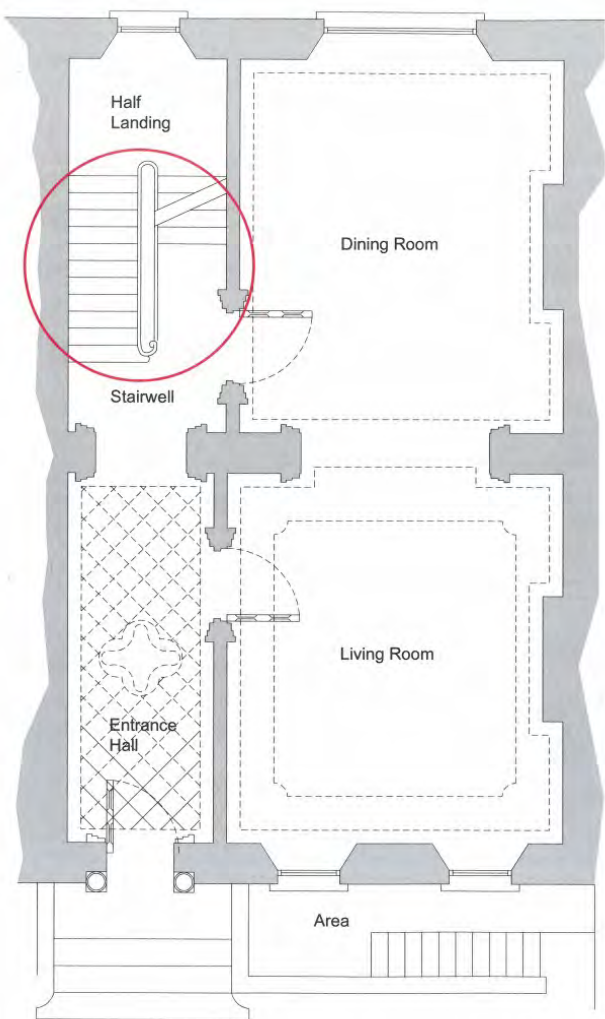 Half
Landing
Dining Room
Stairwell
Living Room
Entrance
Hall
Area